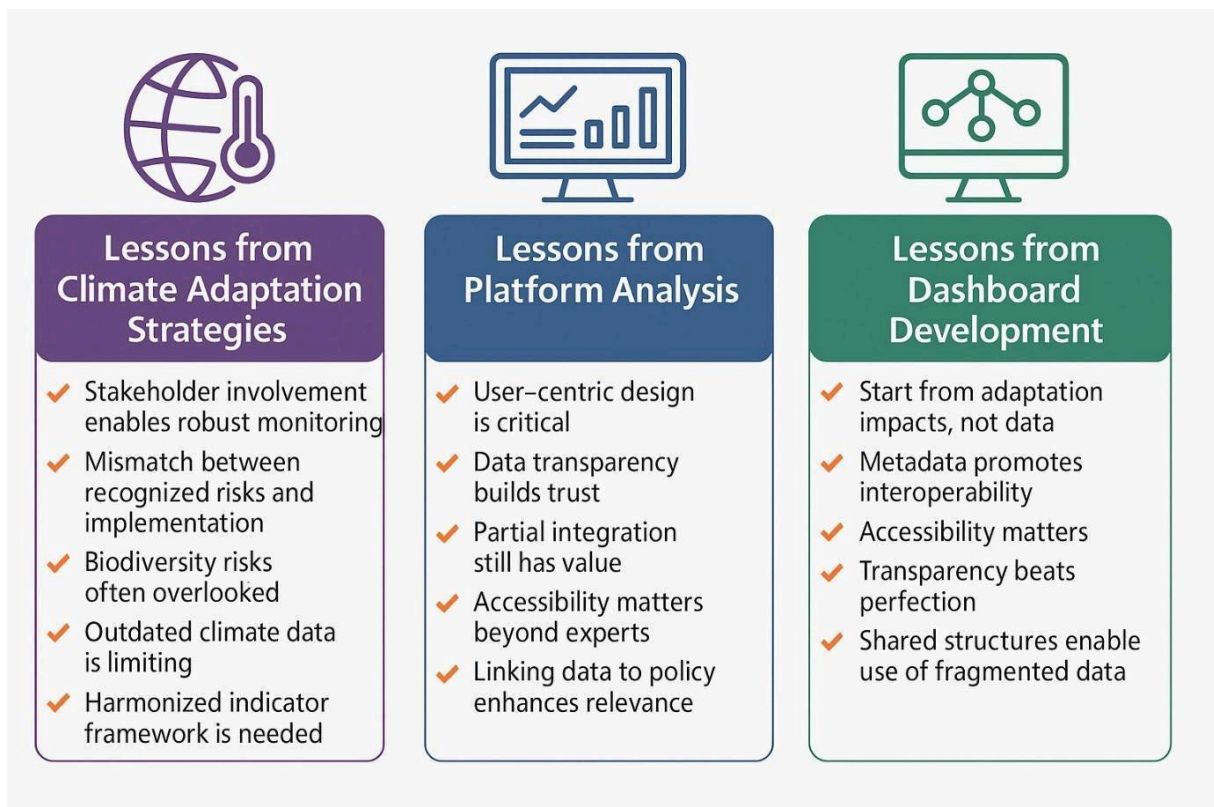 Lessons from
Climate Adaptation
Strategies
Stakeholder involvement
enables robust monitoring
Mismatch between
recognized risks and
implementation
Biodiversity risks
often overlooked
Outdated climate data
is limiting
Harmonized indicator
framework is needed
Lessons from
Platform Analysis
User-centric design
is critical
Data transparency
builds trust
Partial integration
still has value
Accessibility matters
beyond experts
Linking data to policy
enhances relevance
Lessons from
Dashboard
Development
Start from adaptation
impacts, not data
Metadata promotes
interoperability
Accessibility matters
Transparency beats
perfection
Shared structures enable
use of fragmented data